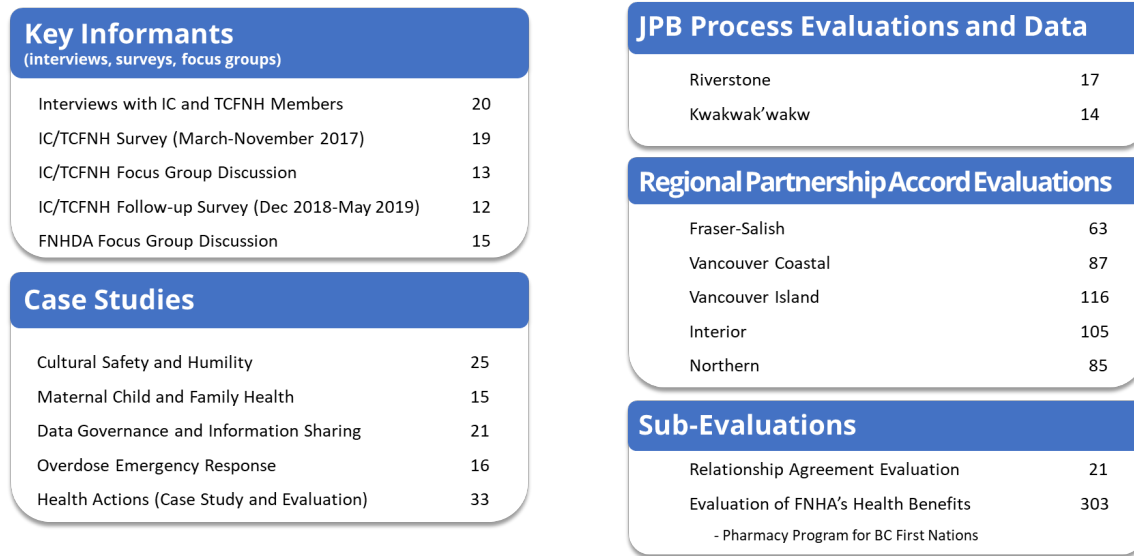 Key Informants
(interviews, surveys, focus groups)
Interviews with IC and TCFNH Members 20
IC/TCFNH Survey (March-November 2017) 19
IC/TCFNH Focus Group Discussion 13
IC/TCFNH Follow-up Survey (Dec 2018-May 2019) 12
FNHDA Focus Group Discussion 15
Case Studies
Cultural Safety and Humility 25
Maternal Child and Family Health 15
Data Governance and Information Sharing 21
Overdose Emergency Response 16
Health Actions (Case Study and Evaluation) 33
JPB Process Evaluations and Data
Riverstone 17
Kwakwak’wakw 14
Regional Partnership Accord Evaluations
Fraser-Salish 63
Vancouver Coastal 87
Vancouver Island 116
Interior 105
Northern 85
Sub-Evaluations
Relationship Agreement Evaluation 21
Evaluation of FNHA’s Health Benefits 303
- Pharmacy Program for BC First Nations